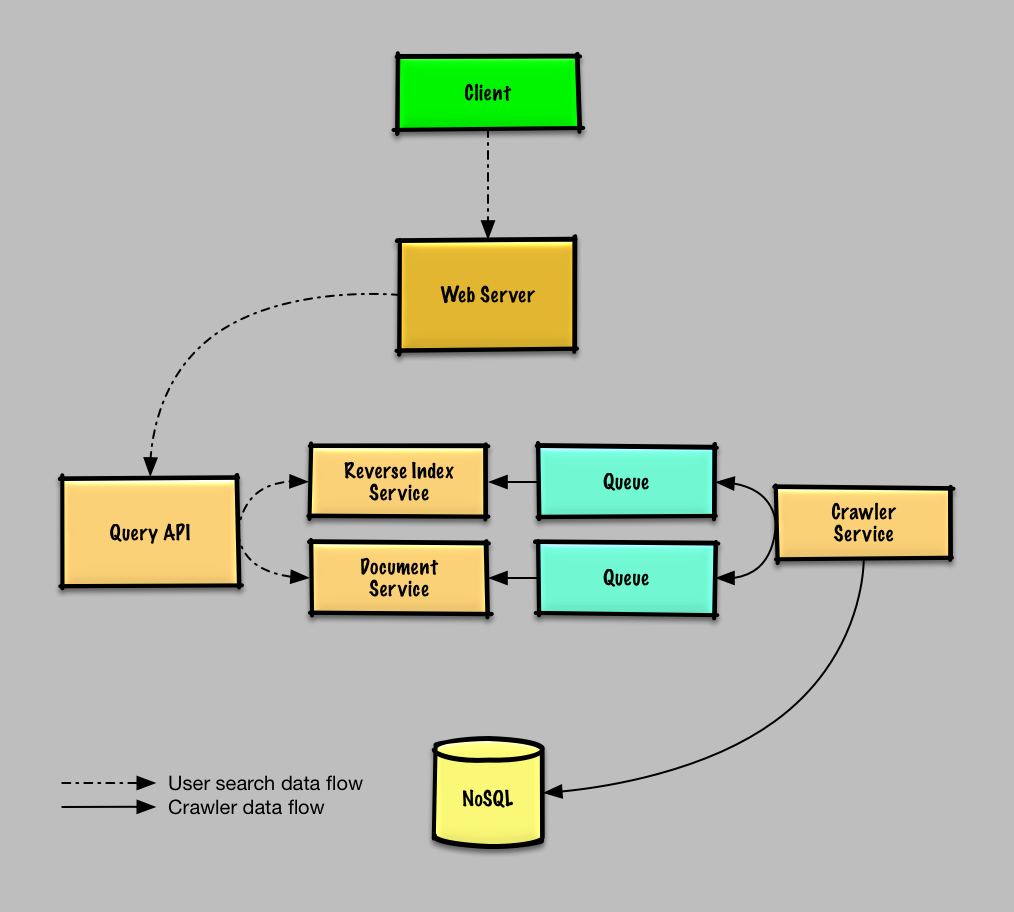 Client
Web Server
Reverse Index
Service
Queue
Crawler
Service
Query API
Document
Service
Queue
NoSQL
User search data flow
Crawler data flow